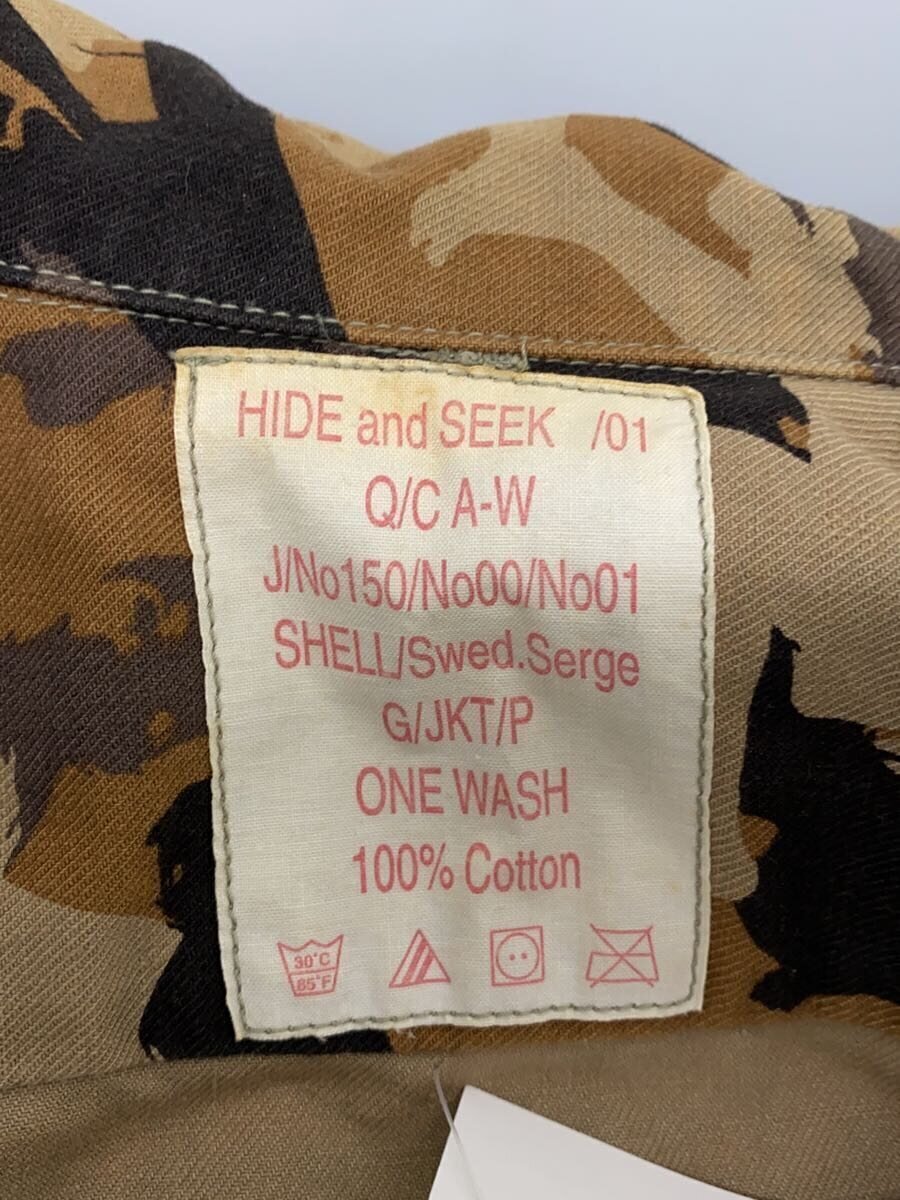 HIDE and SEEK /01
Q/C A-W
J/No150/No00/No01
SHELL/Swed.Serge
G/JKT/P
ONE WASH
100% Cotton
30°C
85°F